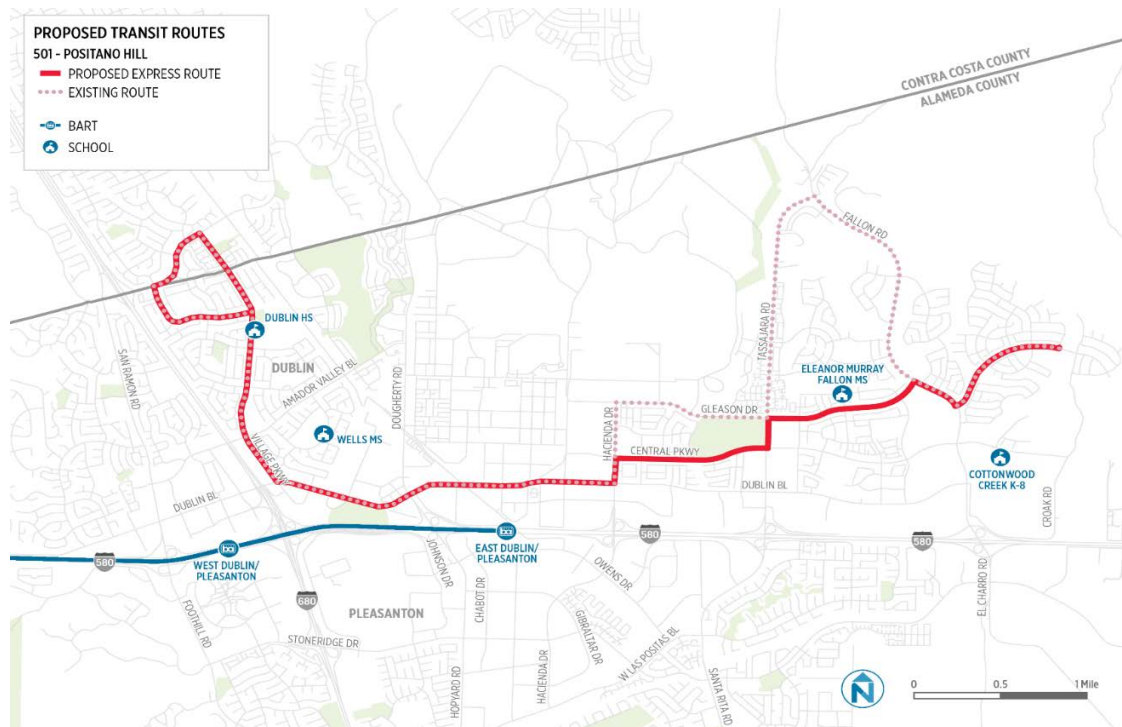 PROPOSED TRANSIT ROUTES
501 - POSITANO HILL
PROPOSED EXPRESS ROUTE
EXISTING ROUTE
BART
SCHOOL
CONTRA COSTA COUNTY
ALAMEDA COUNTY
FALLON RD
TASSAJARA RD
DUBLIN HS
DUBLIN
SAN RAMON RD
AMADOR VALLEY BL
DOUGHERTY RD
ELEANOR MURRAY
FALLON MS
GLEASON DR
HACIENDA DR
WELLS MS
VILLAGE PKWY
CENTRAL PKWY
COTTONWOOD
CREEK K-8
DUBLIN BL
DUBLIN BL
CROAK RD
580
WEST DUBLIN/
PLEASANTON
EAST DUBLIN/
PLEASANTON
580
580
JOHNSON DR
OWENS DR
EL CHARRO RD
680
PLEASANTON
CHABOT DR
FOOTHILL RD
STONERIDGE DR
GIBRALTAR DR
W LAS POSITAS BL
HOPYARD RD
HACIENDA DR
SANTA RITA RD
N
0 0.5 1 Mile